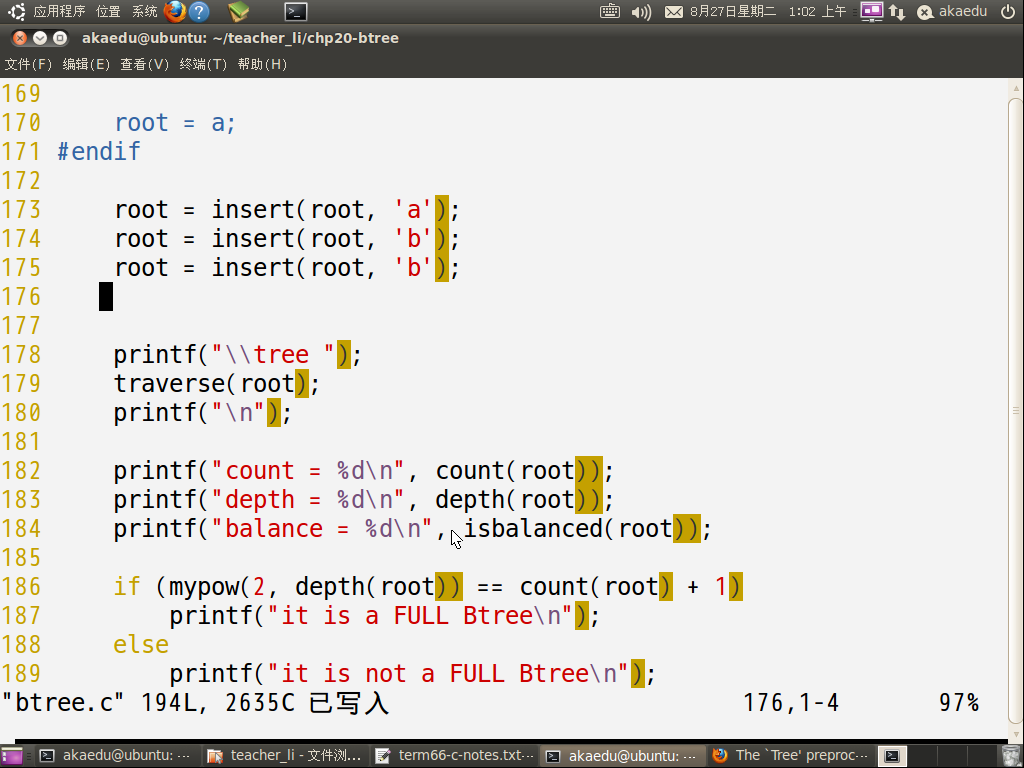 应用程序 位置 系统 8月27日星期二 1:02 上午 akaedu
akaedu@ubuntu: ~/teacher_li/chp20-btree
文件(F) 编辑(E) 查看(V) 终端(T) 帮助(H)
169
170     root = a;
171 #endif
172
173     root = insert(root, 'a');
174     root = insert(root, 'b');
175     root = insert(root, 'b');
176
177
178     printf("\\tree ");
179     traverse(root);
180     printf("\n");
181
182     printf("count = %d\n", count(root));
183     printf("depth = %d\n", depth(root));
184     printf("balance = %d\n", isbalanced(root));
185
186     if (mypow(2, depth(root)) == count(root) + 1)
187         printf("it is a FULL Btree\n");
188     else
189         printf("it is not a FULL Btree\n");
"btree.c" 194L, 2635C 已写入 176,1-4 97%
akaedu@ubuntu: ... teacher_li - 文件浏... term66-c-notes.txt... akaedu@ubuntu: ... The `Tree' preproc...